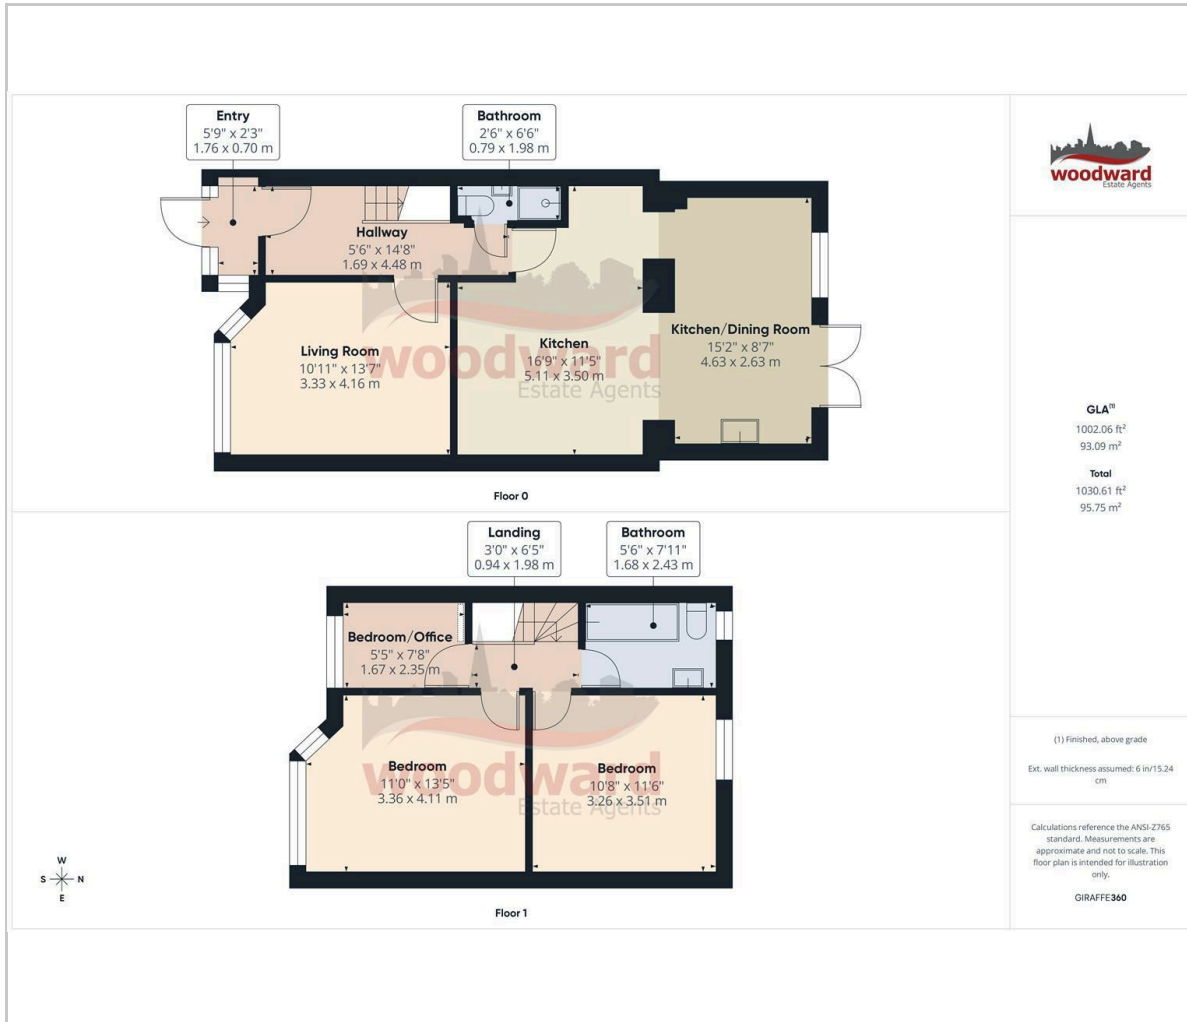 Entry
5'9" x 2'3"
1.76 x 0.70 m
Bathroom
2'6" x 6'6"
0.79 x 1.98 m
Hallway
5'6" x 14'8"
1.69 x 4.48 m
Living Room
10'11" x 13'7"
3.33 x 4.16 m
Kitchen
16'9" x 11'5"
5.11 x 3.50 m
Kitchen/Dining Room
15'2" x 8'7"
4.63 x 2.63 m
woodward
Estate Agents
Floor 0
Landing
3'0" x 6'5"
0.94 x 1.98 m
Bathroom
5'6" x 7'11"
1.68 x 2.43 m
Bedroom/Office
5'5" x 7'8"
1.67 x 2.35 m
Bedroom
11'0" x 13'5"
3.36 x 4.11 m
Bedroom
10'8" x 11'6"
3.26 x 3.51 m
woodward
Estate Agents
W
S N
E
Floor 1
woodward
Estate Agents
GLA⁽¹⁾
1002.06 ft²
93.09 m²
Total
1030.61 ft²
95.75 m²
(1) Finished, above grade
Ext. wall thickness assumed: 6 in/15.24
cm
Calculations reference the ANSI-Z765
standard. Measurements are
approximate and not to scale. This
floor plan is intended for illustration
only.
GIRAFFE360